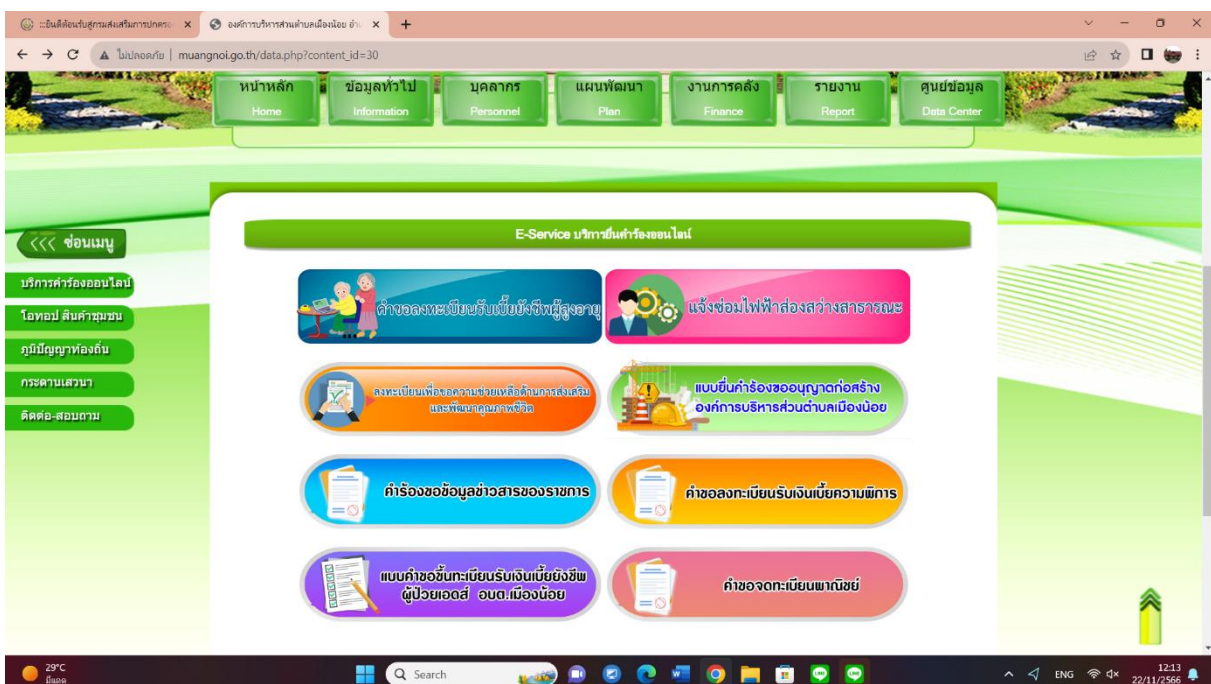 :::ยินดีต้อนรับสู่กรมส่งเสริมการปกครอ
องค์การบริหารส่วนตำบลเมืองน้อย อำเ
ไม่ปลอดภัย | muangnoi.go.th/data.php?content_id=30
หน้าหลัก ข้อมูลทั่วไป บุคลากร แผนพัฒนา งานการคลัง รายงาน ศูนย์ข้อมูล
Home Information Personnel Plan Finance Report Data Center
E-Service บริการยื่นคำร้องออนไลน์
<<< ซ่อนเมนู
บริการคำร้องออนไลน์
โอทอป สินค้าชุมชน
ภูมิปัญญาท้องถิ่น
กระดานเสวนา
ติดต่อ-สอบถาม
คำขอลงทะเบียนรับเบี้ยยังชีพผู้สูงอายุ
แจ้งซ่อมไฟฟ้าส่องสว่างสาธารณะ
ลงทะเบียนเพื่อขอความช่วยเหลือด้านการส่งเสริม
และพัฒนาคุณภาพชีวิต
แบบยื่นคำร้องขออนุญาตก่อสร้าง
องค์การบริหารส่วนตำบลเมืองน้อย
คำร้องขอข้อมูลข่าวสารของราชการ
คำขอลงทะเบียนรับเงินเบี้ยความพิการ
แบบคำขอขึ้นทะเบียนรับเงินเบี้ยยังชีพ
ผู้ป่วยเอดส์ อบต.เมืองน้อย
คำขอจดทะเบียนพาณิชย์
29°C
มีแดด
Search
ENG
12:13
22/11/2566